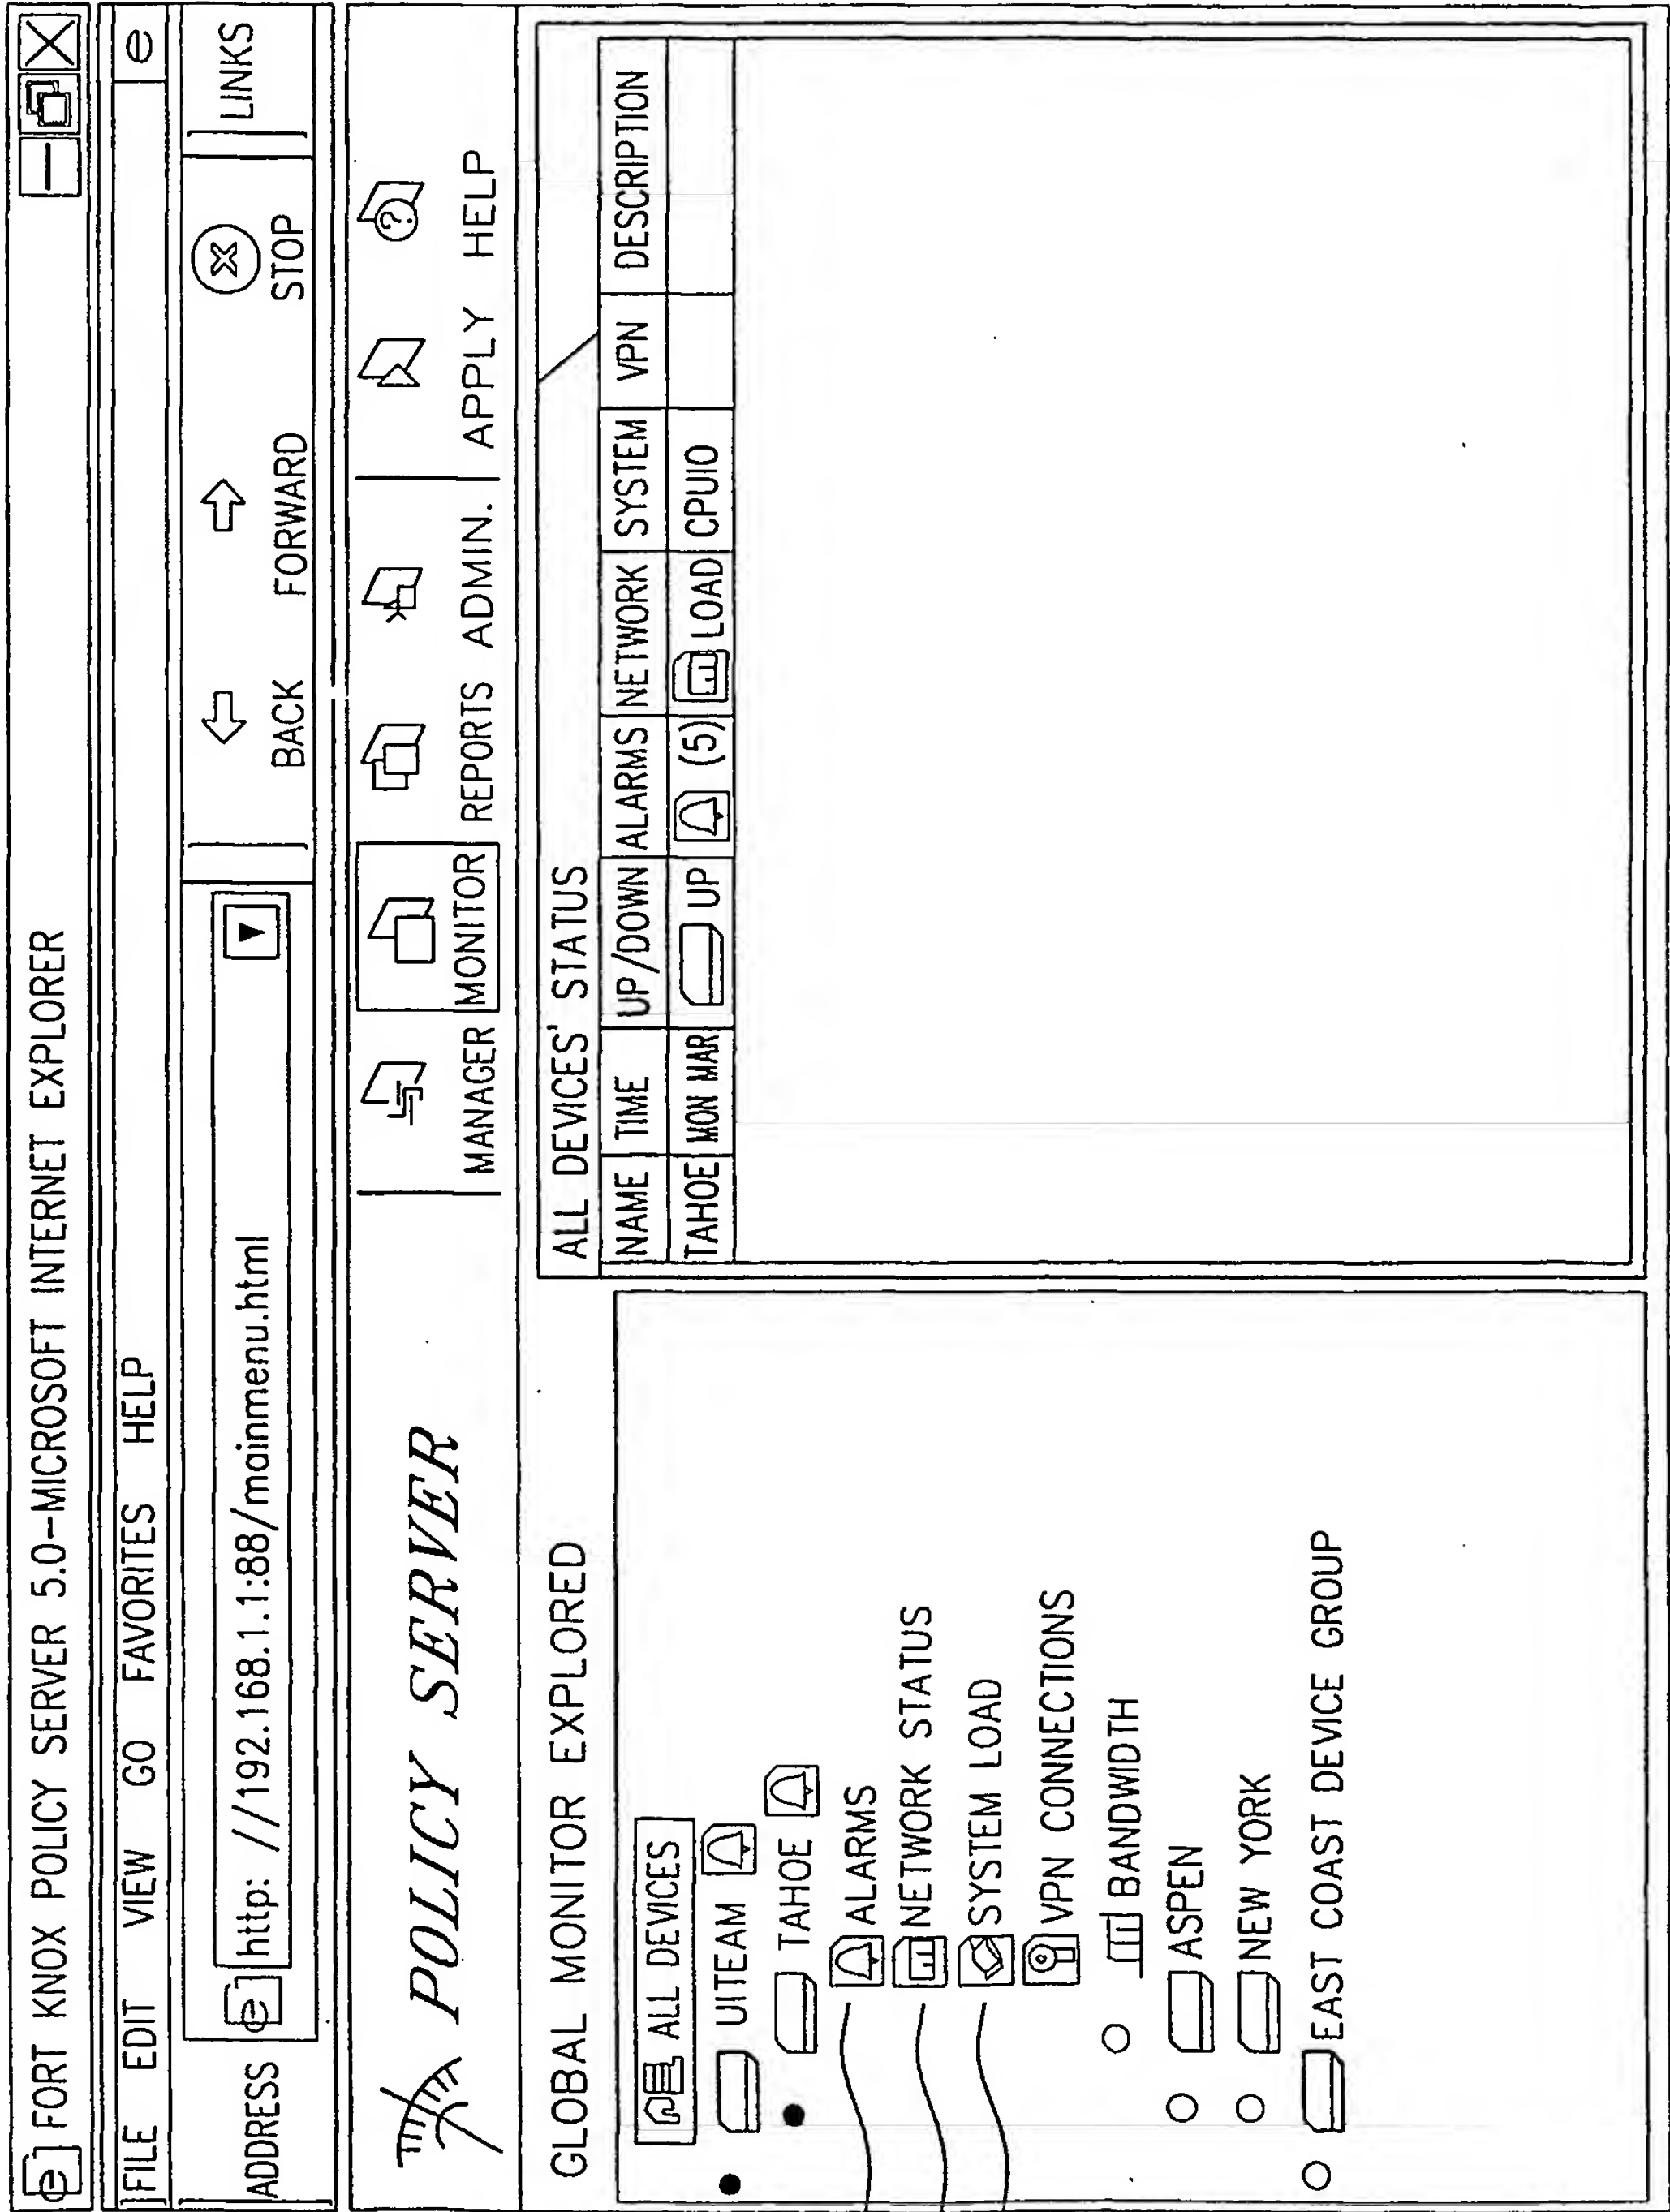 FORT KNOX POLICY SERVER 5.0-MICROSOFT INTERNET EXPLORER
FILE EDIT VIEW GO FAVORITES HELP
ADDRESS http: //192.168.1.1:88/mainmenu.html BACK FORWARD STOP LINKS
POLICY SERVER MANAGER MONITOR REPORTS ADMIN. APPLY HELP
GLOBAL MONITOR EXPLORED
ALL DEVICES
UITEAM
TAHOE
ALARMS
NETWORK STATUS
SYSTEM LOAD
VPN CONNECTIONS
BANDWIDTH
ASPEN
NEW YORK
EAST COAST DEVICE GROUP
ALL DEVICES' STATUS
NAME TIME UP/DOWN ALARMS NETWORK SYSTEM VPN DESCRIPTION
TAHOE MON MAR UP (5) LOAD CPUIO